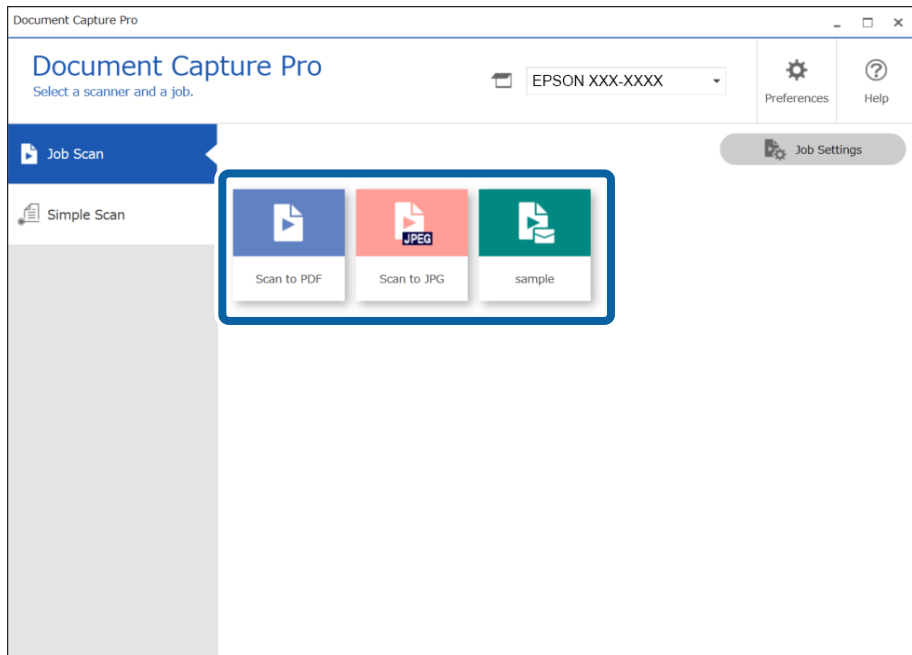 Document Capture Pro
Document Capture Pro
Select a scanner and a job.
EPSON XXX-XXXX
Preferences
Help
Job Scan
Job Settings
Simple Scan
JPEG
Scan to PDF
Scan to JPG
sample